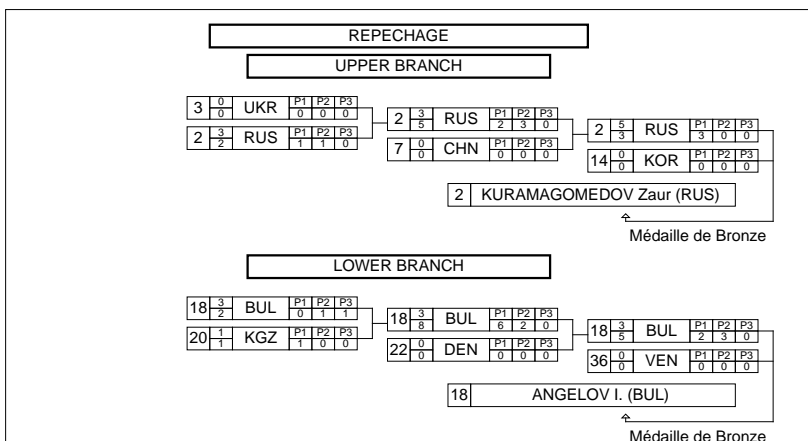 REPECHAGE
UPPER BRANCH
3 0 0 UKR P1 P2 P3 0 0 0
2 3 2 RUS P1 P2 P3 1 1 0
2 3 5 RUS P1 P2 P3 2 3 0
7 0 0 CHN P1 P2 P3 0 0 0
2 5 3 RUS P1 P2 P3 3 0 0
14 0 0 KOR P1 P2 P3 0 0 0
2 KURAMAGOMEDOV Zaur (RUS)
Médaille de Bronze
LOWER BRANCH
18 3 2 BUL P1 P2 P3 0 1 1
20 1 1 KGZ P1 P2 P3 1 0 0
18 3 8 BUL P1 P2 P3 6 2 0
22 0 0 DEN P1 P2 P3 0 0 0
18 3 5 BUL P1 P2 P3 2 3 0
36 0 0 VEN P1 P2 P3 0 0 0
18 ANGELOV I. (BUL)
Médaille de Bronze